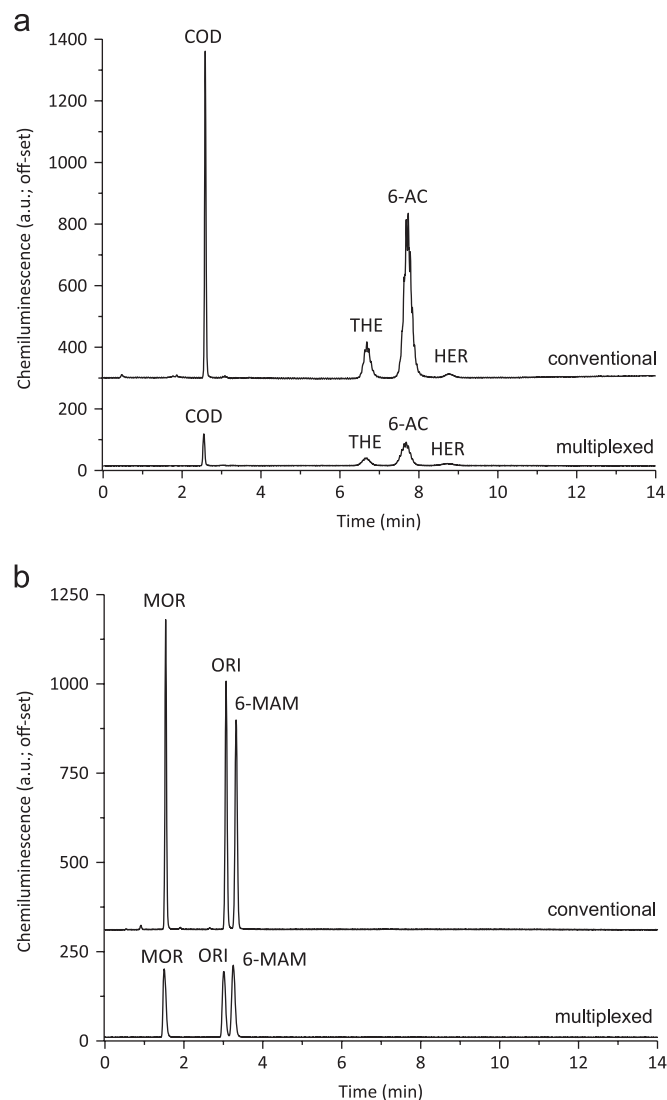 a
1400
1200
1000
800
600
400
200
0
Chemiluminescence (a.u.; off-set)
COD
THE
6-AC
HER
conventional
COD
THE
6-AC
HER
multiplexed
0 2 4 6 8 10 12 14
Time (min)
b
1250
1000
750
500
250
0
Chemiluminescence (a.u.; off-set)
MOR
ORI
6-MAM
conventional
MOR ORI 6-MAM
multiplexed
0 2 4 6 8 10 12 14
Time (min)